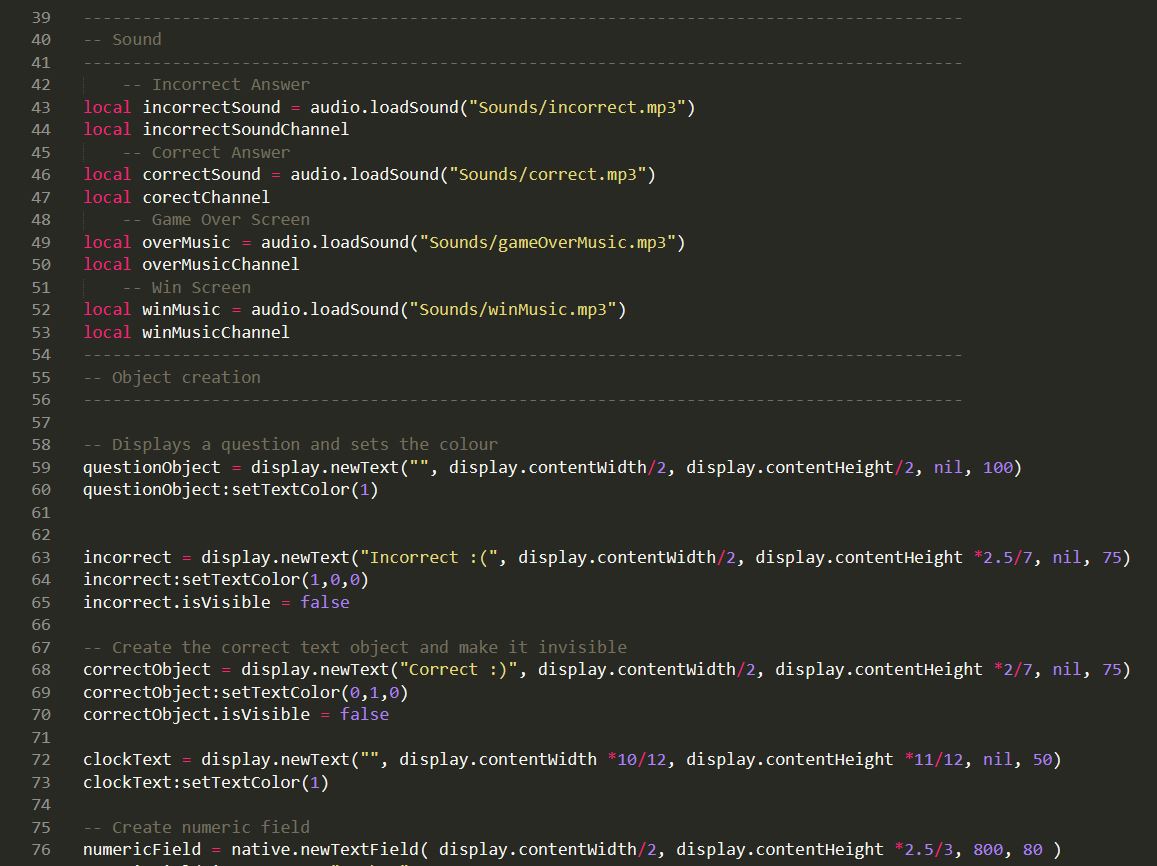 39 -----------------------------------------------------------------------------------------
40 -- Sound
41 -----------------------------------------------------------------------------------------
42     -- Incorrect Answer
43 local incorrectSound = audio.loadSound("Sounds/incorrect.mp3")
44 local incorrectSoundChannel
45     -- Correct Answer
46 local correctSound = audio.loadSound("Sounds/correct.mp3")
47 local corectChannel
48     -- Game Over Screen
49 local overMusic = audio.loadSound("Sounds/gameOverMusic.mp3")
50 local overMusicChannel
51     -- Win Screen
52 local winMusic = audio.loadSound("Sounds/winMusic.mp3")
53 local winMusicChannel
54 -----------------------------------------------------------------------------------------
55 -- Object creation
56 -----------------------------------------------------------------------------------------
57
58 -- Displays a question and sets the colour
59 questionObject = display.newText("", display.contentWidth/2, display.contentHeight/2, nil, 100)
60 questionObject:setTextColor(1)
61
62
63 incorrect = display.newText("Incorrect :(", display.contentWidth/2, display.contentHeight *2.5/7, nil, 75)
64 incorrect:setTextColor(1,0,0)
65 incorrect.isVisible = false
66
67 -- Create the correct text object and make it invisible
68 correctObject = display.newText("Correct :)", display.contentWidth/2, display.contentHeight *2/7, nil, 75)
69 correctObject:setTextColor(0,1,0)
70 correctObject.isVisible = false
71
72 clockText = display.newText("", display.contentWidth *10/12, display.contentHeight *11/12, nil, 50)
73 clockText:setTextColor(1)
74
75 -- Create numeric field
76 numericField = native.newTextField( display.contentWidth/2, display.contentHeight *2.5/3, 800, 80 )